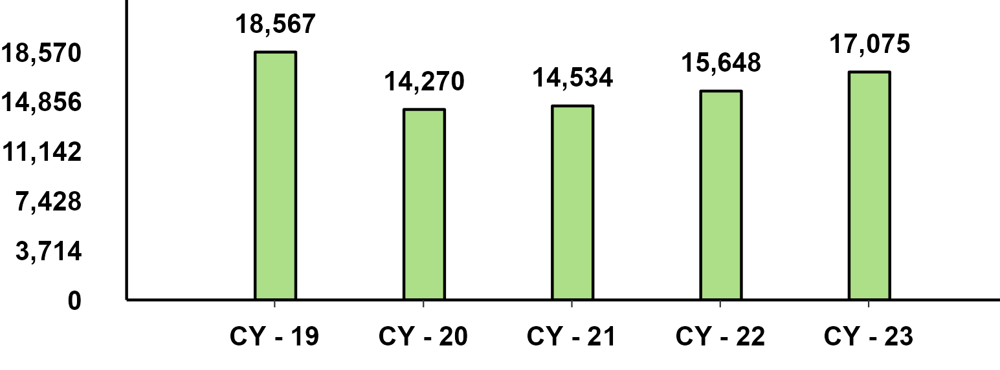 18,567
17,075
18,570
15,648
14,270
14,534
14,856
11,142
7,428
3,714
0
CY - 19
CY - 20
CY - 21
CY - 22
CY - 23